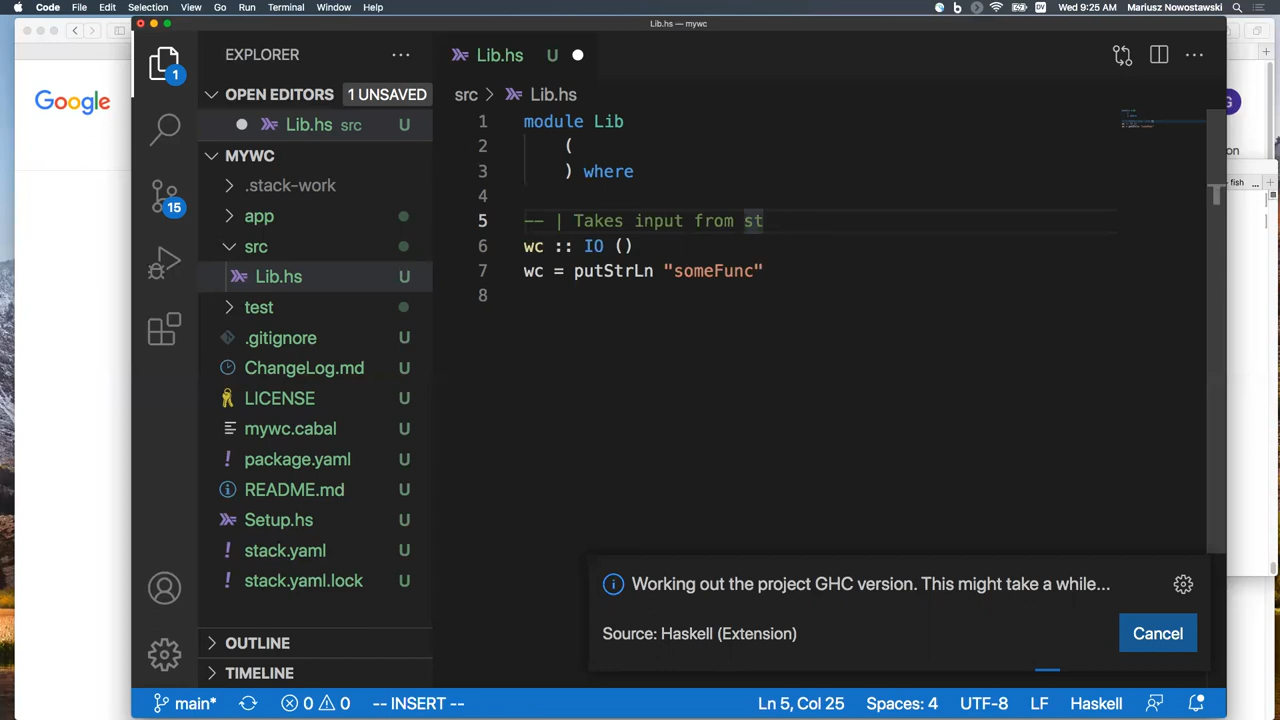 Code File Edit Selection View Go Run Terminal Window Help
DV Wed 9:25 AM Mariusz Nowostawski
Lib.hs — mywc
Google
1
EXPLORER
OPEN EDITORS 1 UNSAVED
Lib.hs src U
MYWC
.stack-work
15
app
src
Lib.hs U
test
.gitignore U
ChangeLog.md U
LICENSE U
mywc.cabal U
package.yaml U
README.md U
Setup.hs U
stack.yaml U
stack.yaml.lock U
OUTLINE
TIMELINE
Lib.hs U
src > Lib.hs
1 module Lib
2 (
3 ) where
4
5 -- | Takes input from st
6 wc :: IO ()
7 wc = putStrLn "someFunc"
8
Working out the project GHC version. This might take a while...
Source: Haskell (Extension)
Cancel
G
on
fish ...
main* 0 0 -- INSERT -- Ln 5, Col 25 Spaces: 4 UTF-8 LF Haskell